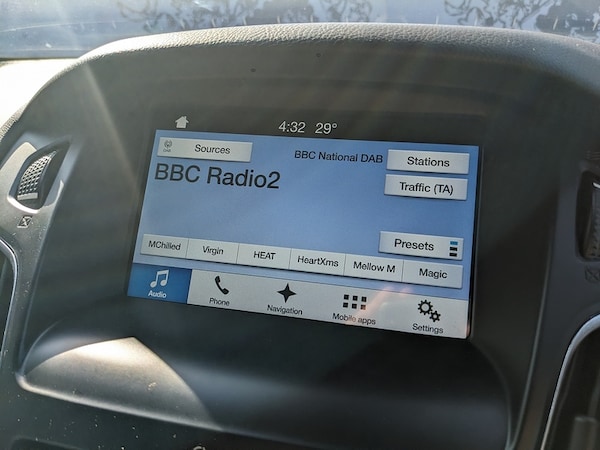 4:32 29°
DAB
Sources
BBC National DAB
Stations
BBC Radio2
Traffic (TA)
Presets
MChilled
Virgin
HEAT
HeartXms
Mellow M
Magic
Audio
Phone
Navigation
Mobile apps
Settings